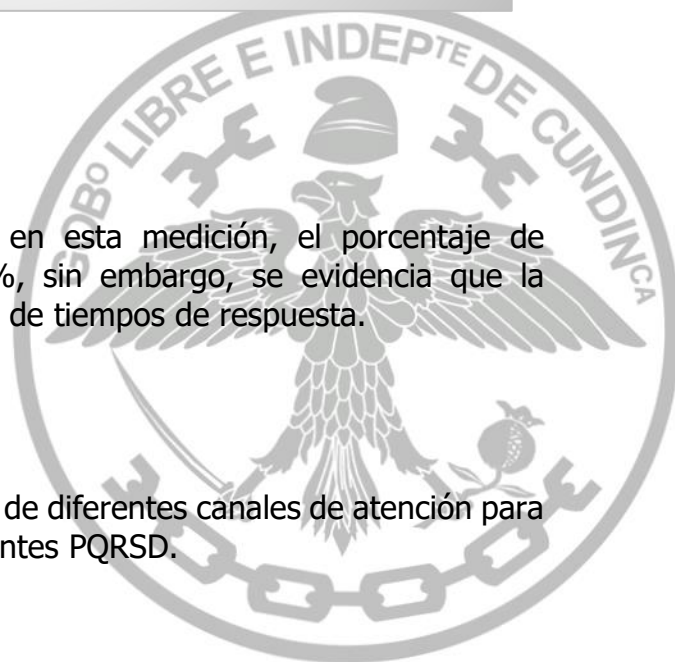 GOBº LIBRE E INDEPTE DE CUNDINCA
en esta medición, el porcentaje de
%, sin embargo, se evidencia que la
de tiempos de respuesta.
de diferentes canales de atención para
ntes PQRSD.